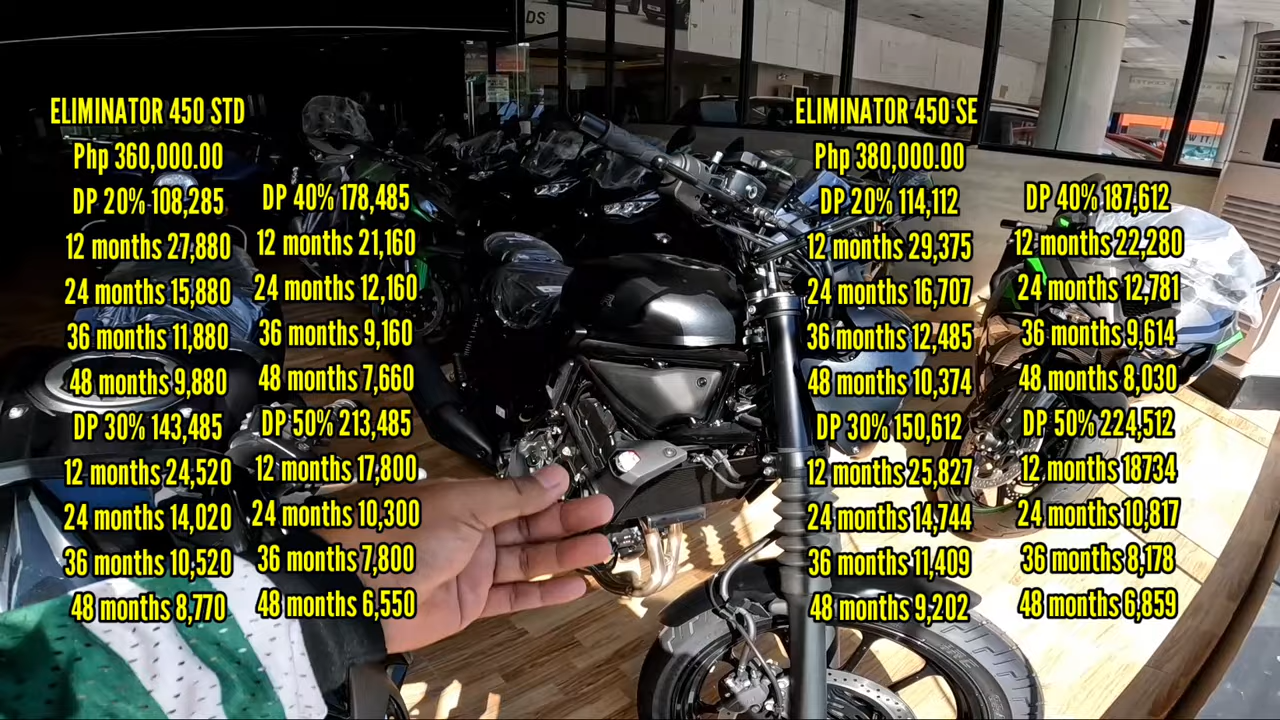 DS
ELIMINATOR 450 STD
Php 360,000.00
DP 20% 108,285
12 months 27,880
24 months 15,880
36 months 11,880
48 months 9,880
DP 30% 143,485
12 months 24,520
24 months 14,020
36 months 10,520
48 months 8,770
DP 40% 178,485
12 months 21,160
24 months 12,160
36 months 9,160
48 months 7,660
DP 50% 213,485
12 months 17,800
24 months 10,300
36 months 7,800
48 months 6,550
ELIMINATOR 450 SE
Php 380,000.00
DP 20% 114,112
12 months 29,375
24 months 16,707
36 months 12,485
48 months 10,374
DP 30% 150,612
12 months 25,827
24 months 14,744
36 months 11,409
48 months 9,202
DP 40% 187,612
12 months 22,280
24 months 12,781
36 months 9,614
48 months 8,030
DP 50% 224,512
12 months 18734
24 months 10,817
36 months 8,178
48 months 6,859